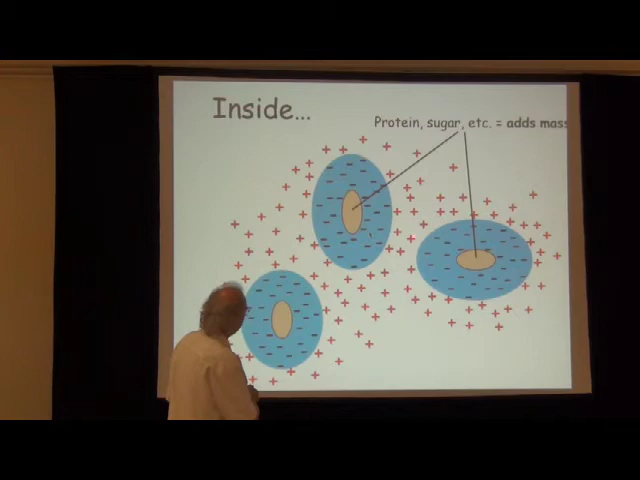 Inside...
Protein, sugar, etc. = adds mass